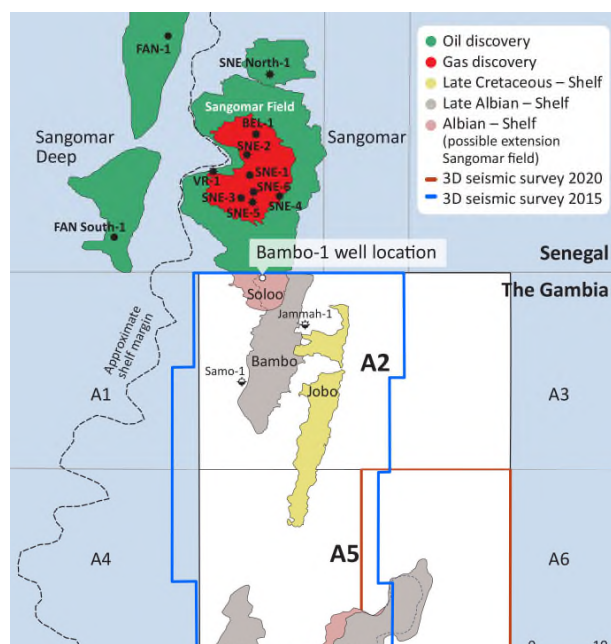 FAN-1
SNE North-1
Sangomar Field
BEL-1
SNE-2
Sangomar
Deep
Sangomar
VR-1
SNE-1
SNE-6
SNE-3
SNE-4
SNE-5
FAN South-1
Oil discovery
Gas discovery
Late Cretaceous – Shelf
Late Albian – Shelf
Albian – Shelf
(possible extension
Sangomar field)
3D seismic survey 2020
3D seismic survey 2015
Senegal
Bambo-1 well location
The Gambia
Soloo
Jammah-1
Approximate
shelf margin
Bambo
A2
Samo-1
Jobo
A1
A3
A4
A5
A6